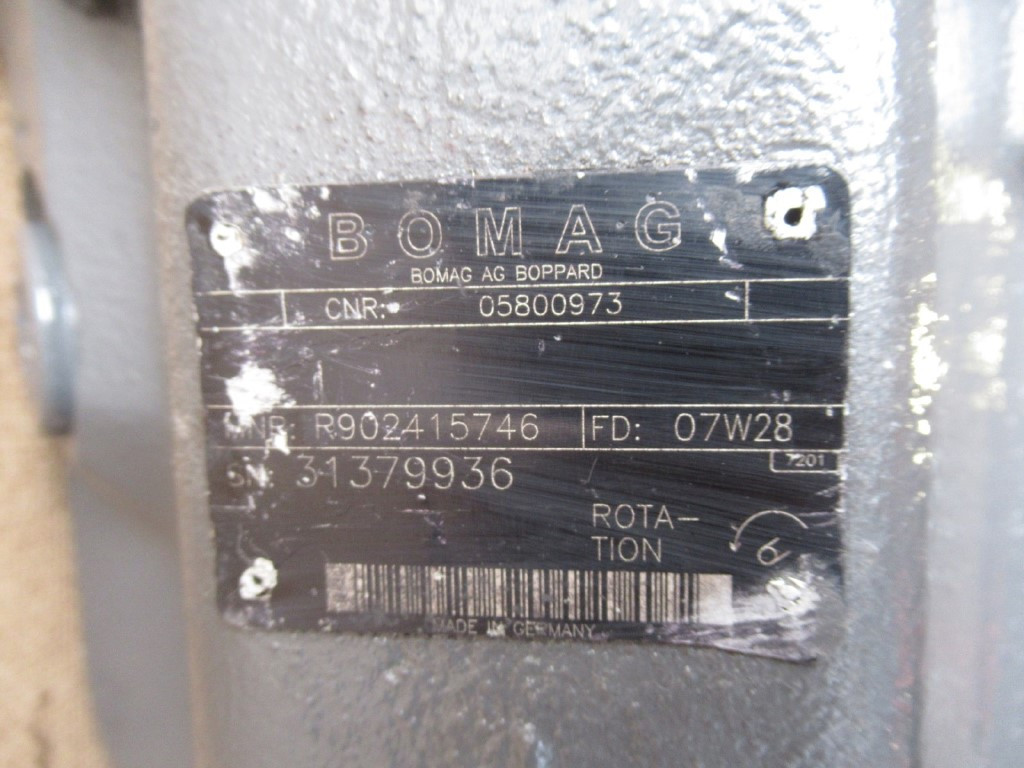 BOMAG
BOMAG AG BOPPARD
CNR: 05800973
MNR: R902415746 FD: 07W28
SN: 31379936
7201
ROTA-
TION
MADE IN GERMANY